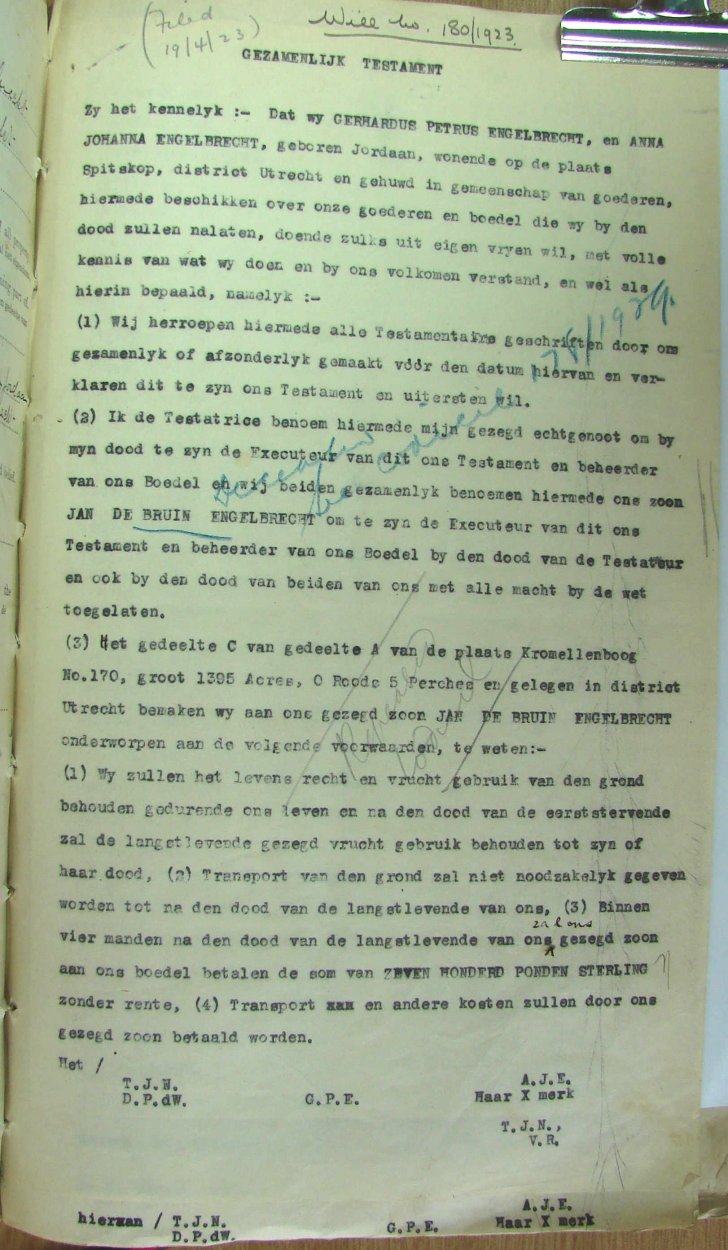 (Filed
19/4/23)
Will No. 180/1923.
GEZAMENLIJK TESTAMENT
Zy het kennelyk :- Dat wy GERHARDUS PETRUS ENGELBRECHT, en ANNA
JOHANNA ENGELBRECHT, geboren Jordaan, wonende op de plaats
Spitskop, district Utrecht en gehuwd in gemeenschap van goederen,
hiermede beschikken over onze goederen en boedel die wy by den
dood zullen nalaten, doende zulks uit eigen vryen wil, met volle
kennis van wat wy doen en by ons volkomen verstand, en wel als
hierin bepaald, namelyk :-
(1) Wij herroepen hiermede alle Testamentaire geschriften door ons
gezamenlyk of afzonderlyk gemaakt vóór den datum hiervan en ver-
klaren dit te zyn ons Testament en uitersten wil.
(2) Ik de Testatrice benoem hiermede mijn gezegd echtgenoot om by
myn dood te zyn de Executeur van dit ons Testament en beheerder
van ons Boedel en wij beiden gezamenlyk benoemen hiermede ons zoon
JAN DE BRUIN ENGELBRECHT om te zyn de Executeur van dit ons
Testament en beheerder van ons Boedel by den dood van de Testateur
en ook by den dood van beiden van ons met alle macht by de wet
toegelaten.
(3) Het gedeelte C van gedeelte A van de plaats Kromellenboog
No.170, groot 1395 Acres, 0 Roods 5 Perches en gelegen in district
Utrecht bemaken wy aan ons gezegd zoon JAN DE BRUIN ENGELBRECHT
onderworpen aan de volgende voorwaarden, te weten:-
(1) Wy zullen het levens recht en vrucht gebruik van den grond
behouden gedurende ons leven en na den dood van de eerststervende
zal de langstlevende gezegd vrucht gebruik behouden tot zyn of
haar dood, (2) Transport van den grond zal niet noodzakelyk gegeven
worden tot na den dood van de langstlevende van ons, (3) Binnen
zal ons
vier manden na den dood van de langstlevende van ons gezegd zoon
aan ons boedel betalen de som van ZEVEN HONDERD PONDEN STERLING
zonder rente, (4) Transport xxx en andere kosten zullen door ons
gezegd zoon betaald worden.
Het /
T.J.N. A.J.E.
D.P.dW. G.P.E. Haar X merk
T.J.N.,
V.R.
A.J.E.
hierzan / T.J.N. G.P.E. Haar X merk
D.P.dW.